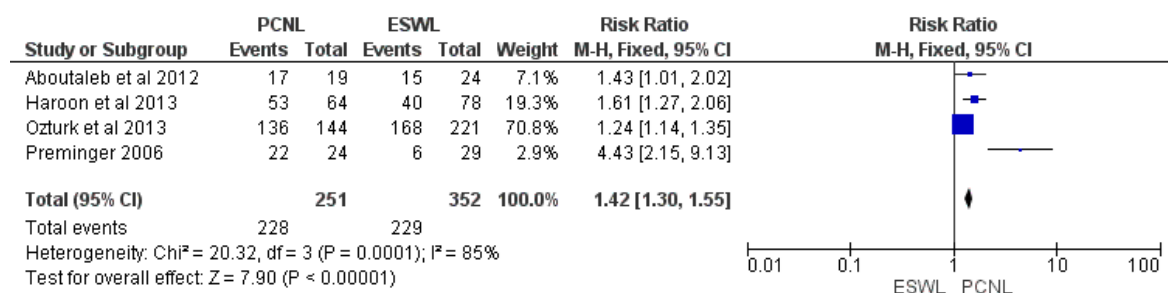 PCNL ESWL Risk Ratio Risk Ratio
Study or Subgroup Events Total Events Total Weight M-H, Fixed, 95% CI M-H, Fixed, 95% CI
Aboutaleb et al 2012 17 19 15 24 7.1% 1.43 [1.01, 2.02]
Haroon et al 2013 53 64 40 78 19.3% 1.61 [1.27, 2.06]
Ozturk et al 2013 136 144 168 221 70.8% 1.24 [1.14, 1.35]
Preminger 2006 22 24 6 29 2.9% 4.43 [2.15, 9.13]
Total (95% CI) 251 352 100.0% 1.42 [1.30, 1.55]
Total events 228 229
Heterogeneity: Chi² = 20.32, df = 3 (P = 0.0001); I² = 85%
Test for overall effect: Z = 7.90 (P < 0.00001)
0.01 0.1 1 10 100
ESWL PCNL